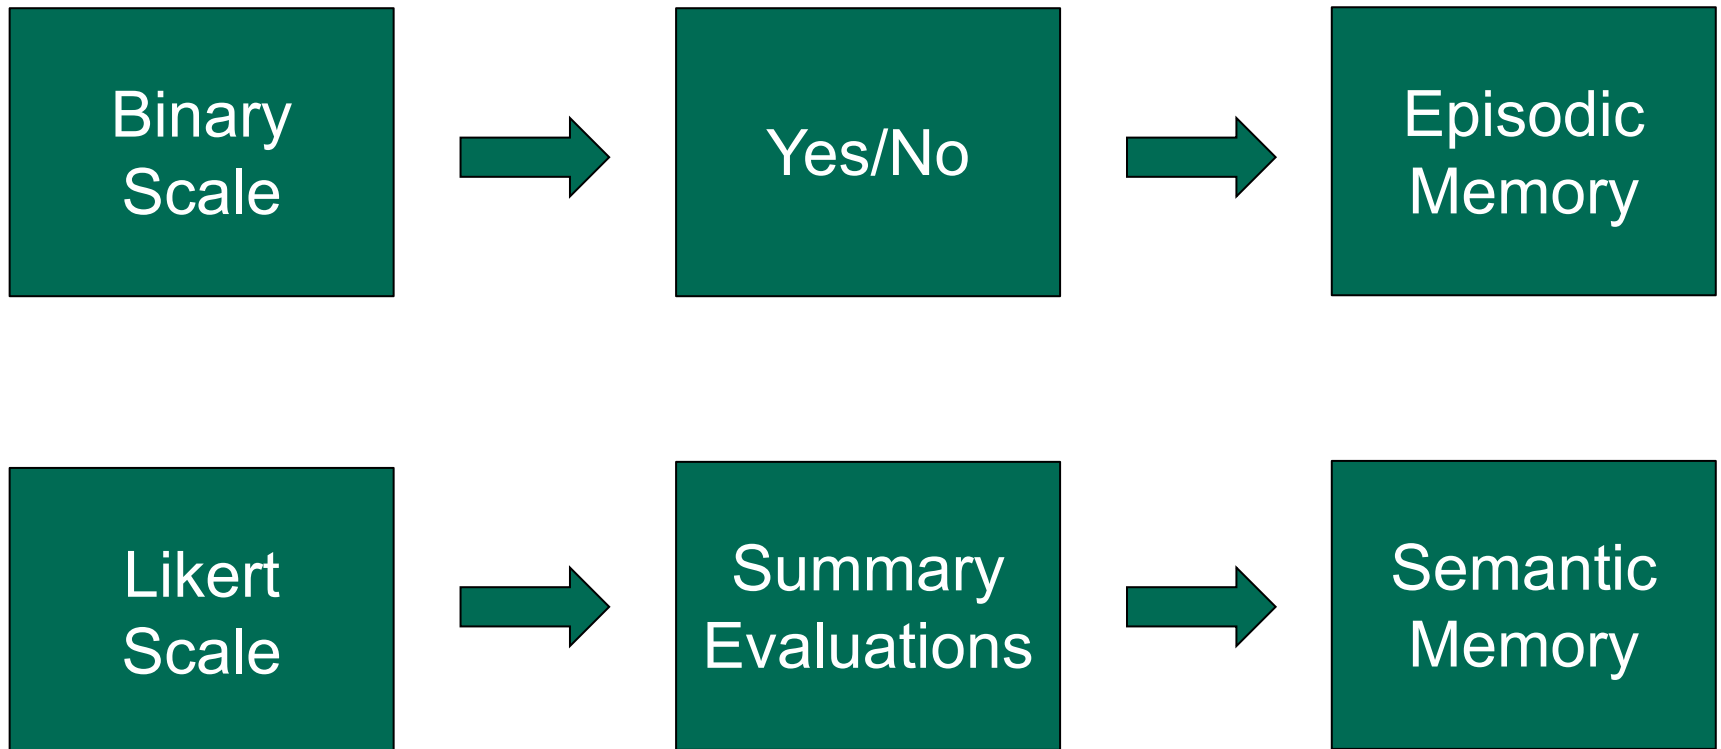 Binary
Scale
Yes/No
Episodic
Memory
Likert
Scale
Summary
Evaluations
Semantic
Memory